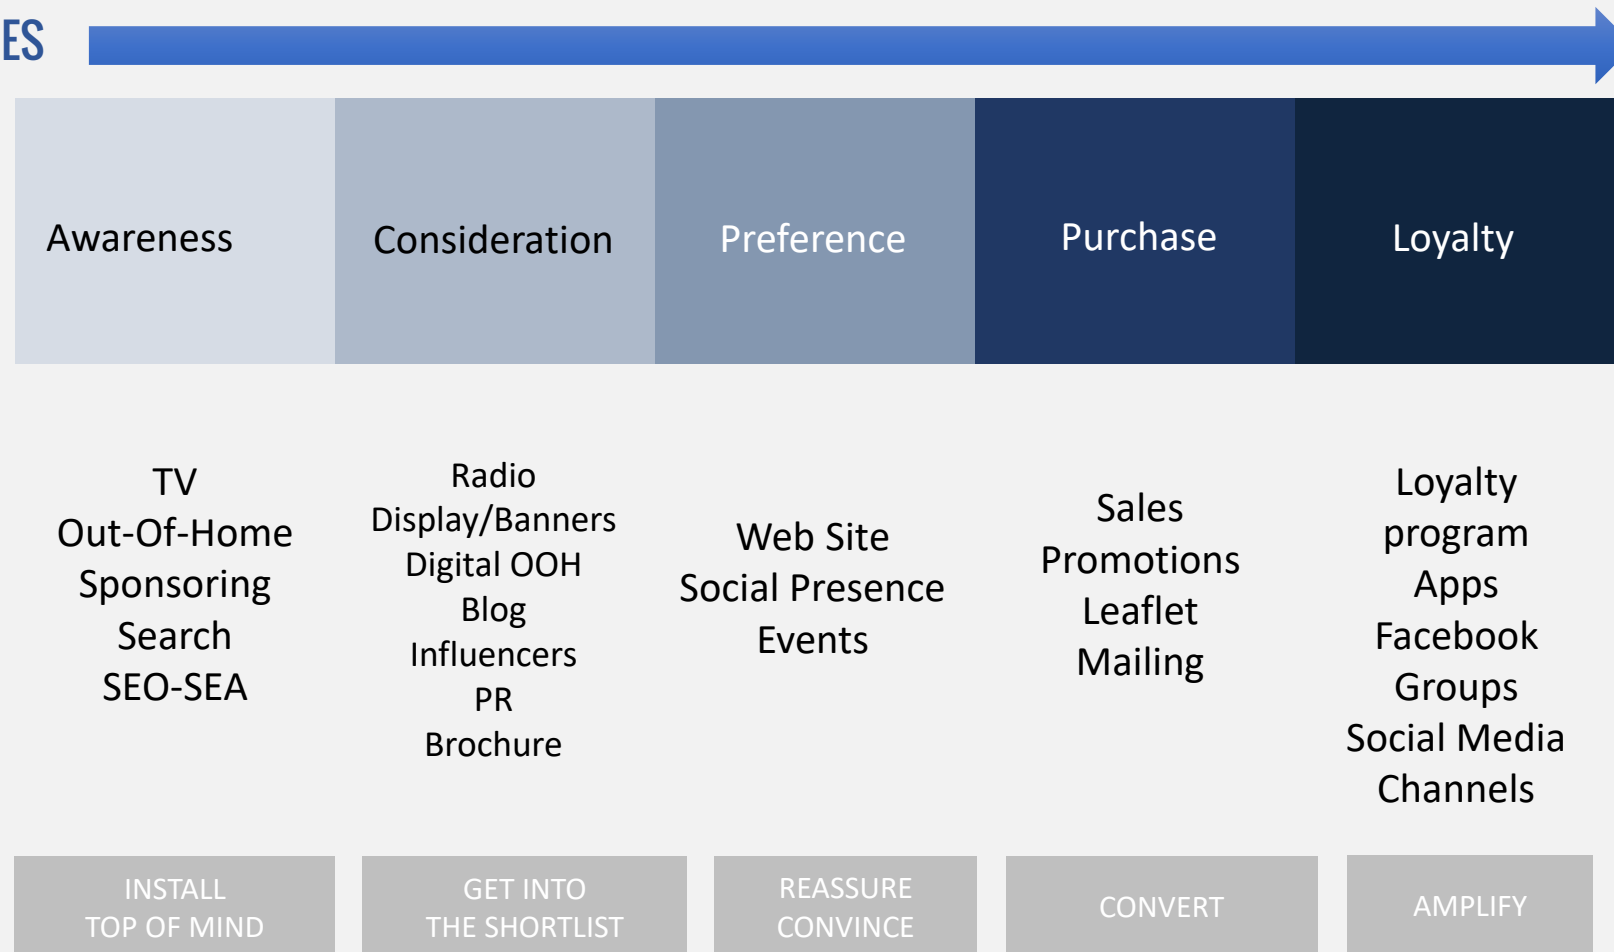 ES
Awareness
Consideration
Preference
Purchase
Loyalty
TV
Out-Of-Home
Sponsoring
Search
SEO-SEA
Radio
Display/Banners
Digital OOH
Blog
Influencers
PR
Brochure
Web Site
Social Presence
Events
Sales
Promotions
Leaflet
Mailing
Loyalty
program
Apps
Facebook
Groups
Social Media
Channels
INSTALL
TOP OF MIND
GET INTO
THE SHORTLIST
REASSURE
CONVINCE
CONVERT
AMPLIFY